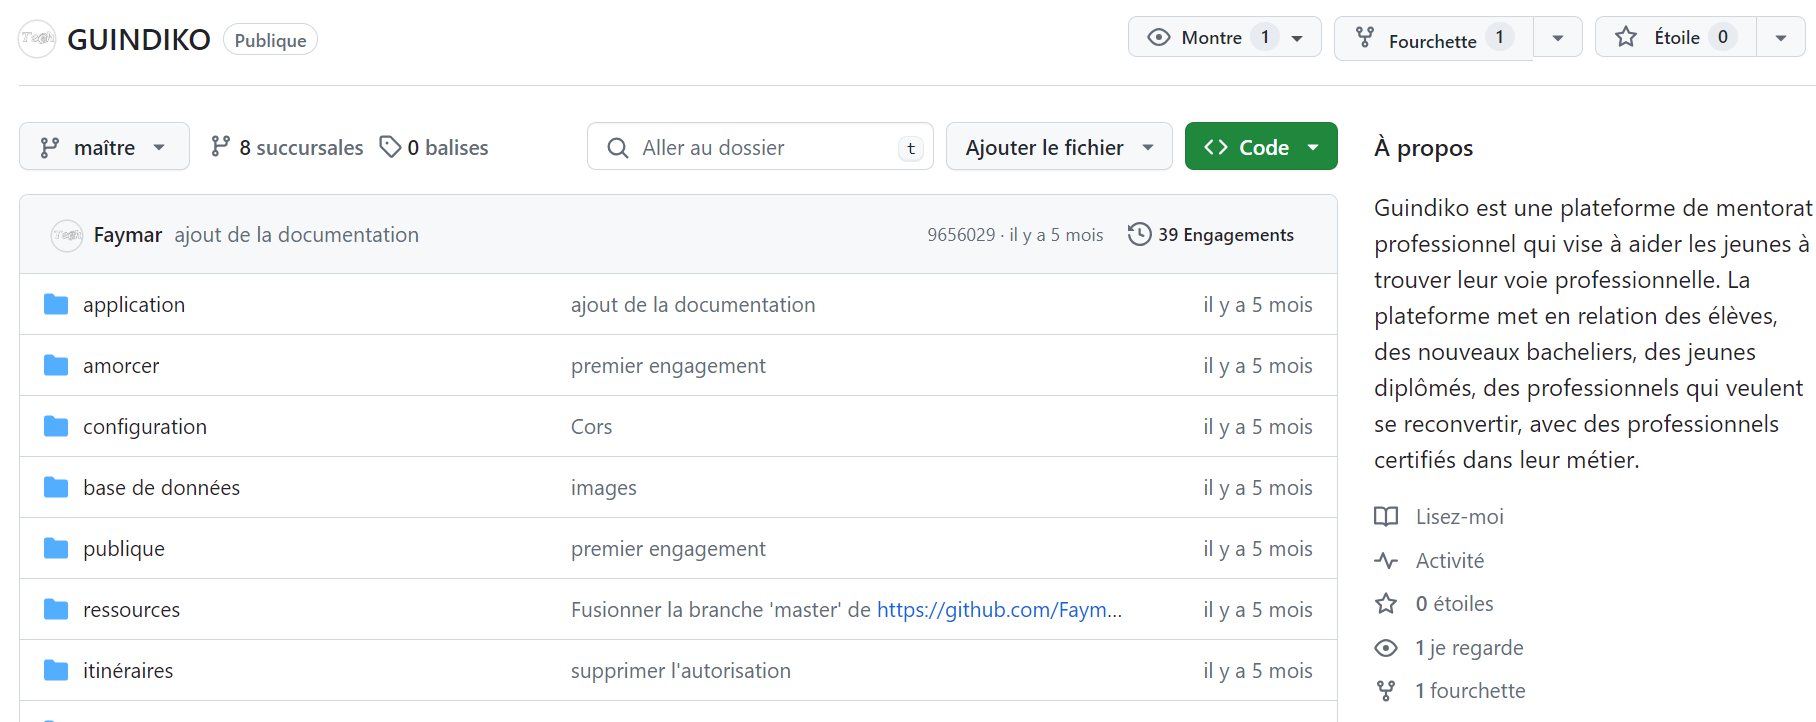 GUINDIKO Publique Montre 1 Fourchette 1 Étoile 0
maître 8 succursales 0 balises Aller au dossier t Ajouter le fichier Code
Faymar ajout de la documentation 9656029 · il y a 5 mois 39 Engagements
application ajout de la documentation il y a 5 mois
amorcer premier engagement il y a 5 mois
configuration Cors il y a 5 mois
base de données images il y a 5 mois
publique premier engagement il y a 5 mois
ressources Fusionner la branche 'master' de https://github.com/Faym... il y a 5 mois
itinéraires supprimer l'autorisation il y a 5 mois
À propos
Guindiko est une plateforme de mentorat
professionnel qui vise à aider les jeunes à
trouver leur voie professionnelle. La
plateforme met en relation des élèves,
des nouveaux bacheliers, des jeunes
diplômés, des professionnels qui veulent
se reconvertir, avec des professionnels
certifiés dans leur métier.
Lisez-moi
Activité
0 étoiles
1 je regarde
1 fourchette